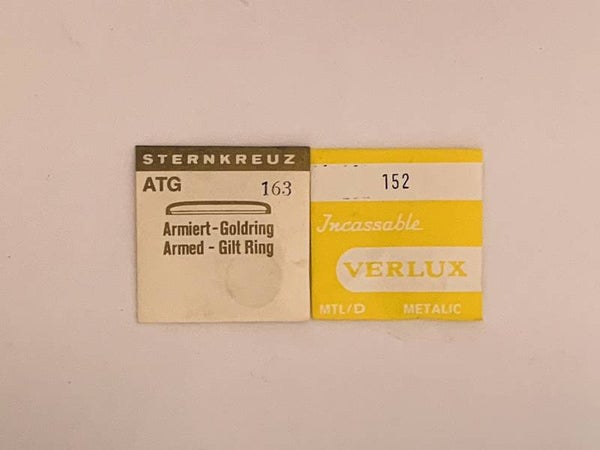 STERNKREUZ
ATG 163
Armiert-Goldring
Armed - Gilt Ring
152
Incassable
VERLUX
MTL/D METALIC